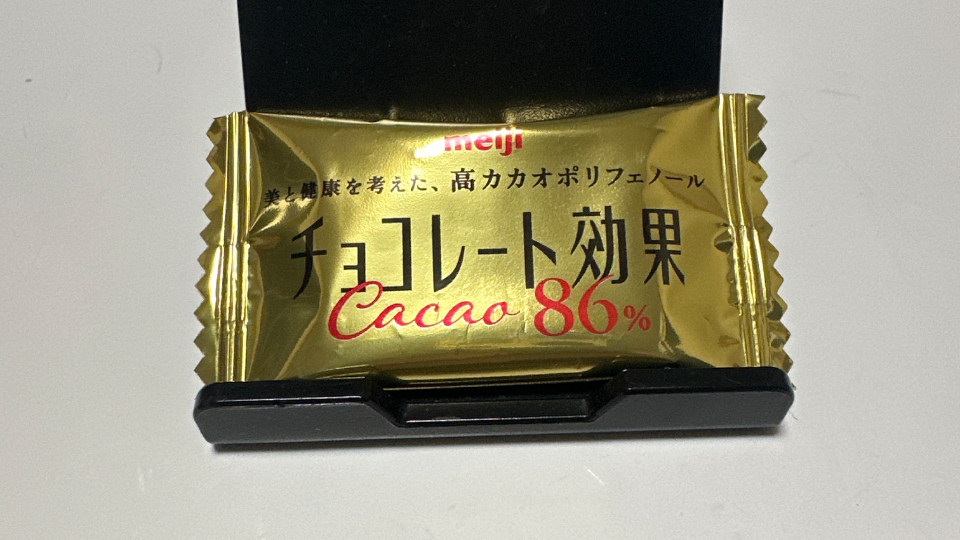 meiji
美と健康を考えた、高カカオポリフェノール
チョコレート効果
Cacao 86%